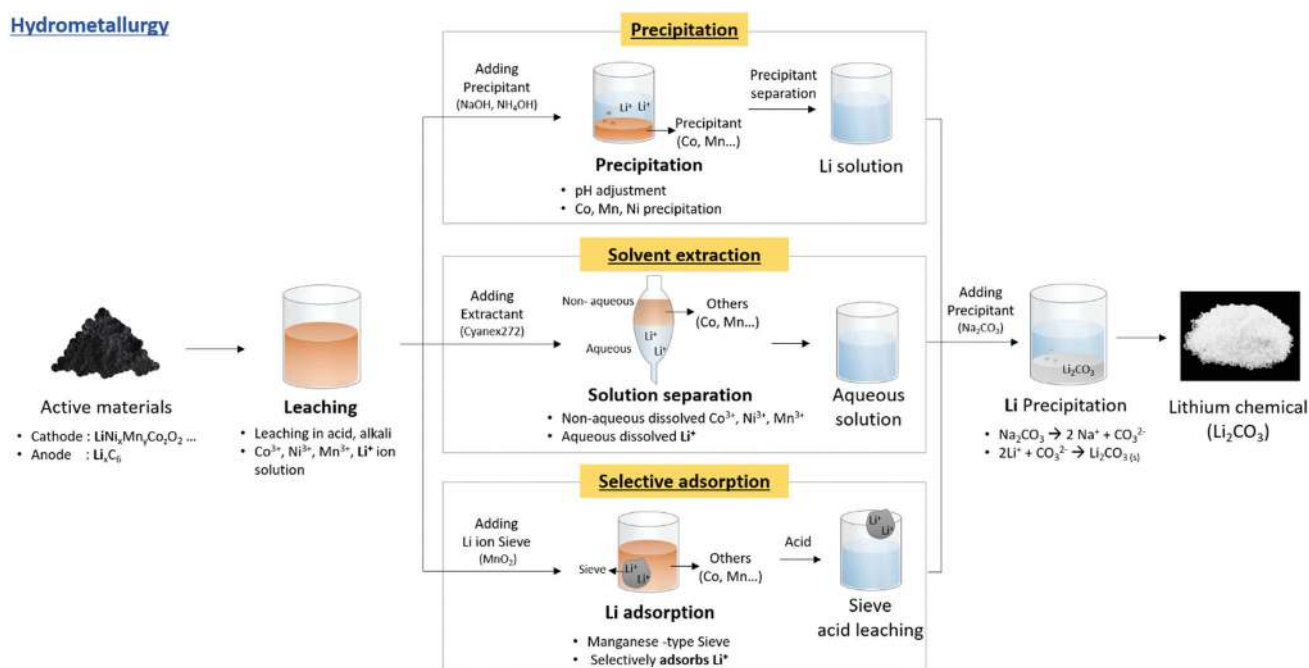 Hydrometallurgy
Precipitation
Adding
Precipitant
(NaOH, NH₄OH)
Li⁺ Li⁺
Precipitant
(Co, Mn...)
Precipitation
• pH adjustment
• Co, Mn, Ni precipitation
Precipitant
separation
Li solution
Solvent extraction
Adding
Extractant
(Cyanex272)
Non- aqueous
Aqueous
Li⁺
Li⁺
Others
(Co, Mn...)
Solution separation
• Non-aqueous dissolved Co³⁺, Ni³⁺, Mn³⁺
• Aqueous dissolved Li⁺
Aqueous
solution
Active materials
• Cathode : LiNiₓMnᵧCo₂O₂ ...
• Anode : LiₓC₆
Leaching
• Leaching in acid, alkali
• Co³⁺, Ni³⁺, Mn³⁺, Li⁺ ion
solution
Selective adsorption
Adding
Li ion Sieve
(MnO₂)
Sieve
Li⁺
Li⁺
Others
(Co, Mn...)
Li adsorption
• Manganese -type Sieve
• Selectively adsorbs Li⁺
Acid
Li⁺
Li⁺
Sieve
acid leaching
Adding
Precipitant
(Na₂CO₃)
Li₂CO₃
Li Precipitation
• Na₂CO₃ → 2 Na⁺ + CO₃²⁻
• 2Li⁺ + CO₃²⁻ → Li₂CO₃ ₍ₛ₎
Lithium chemical
(Li₂CO₃)